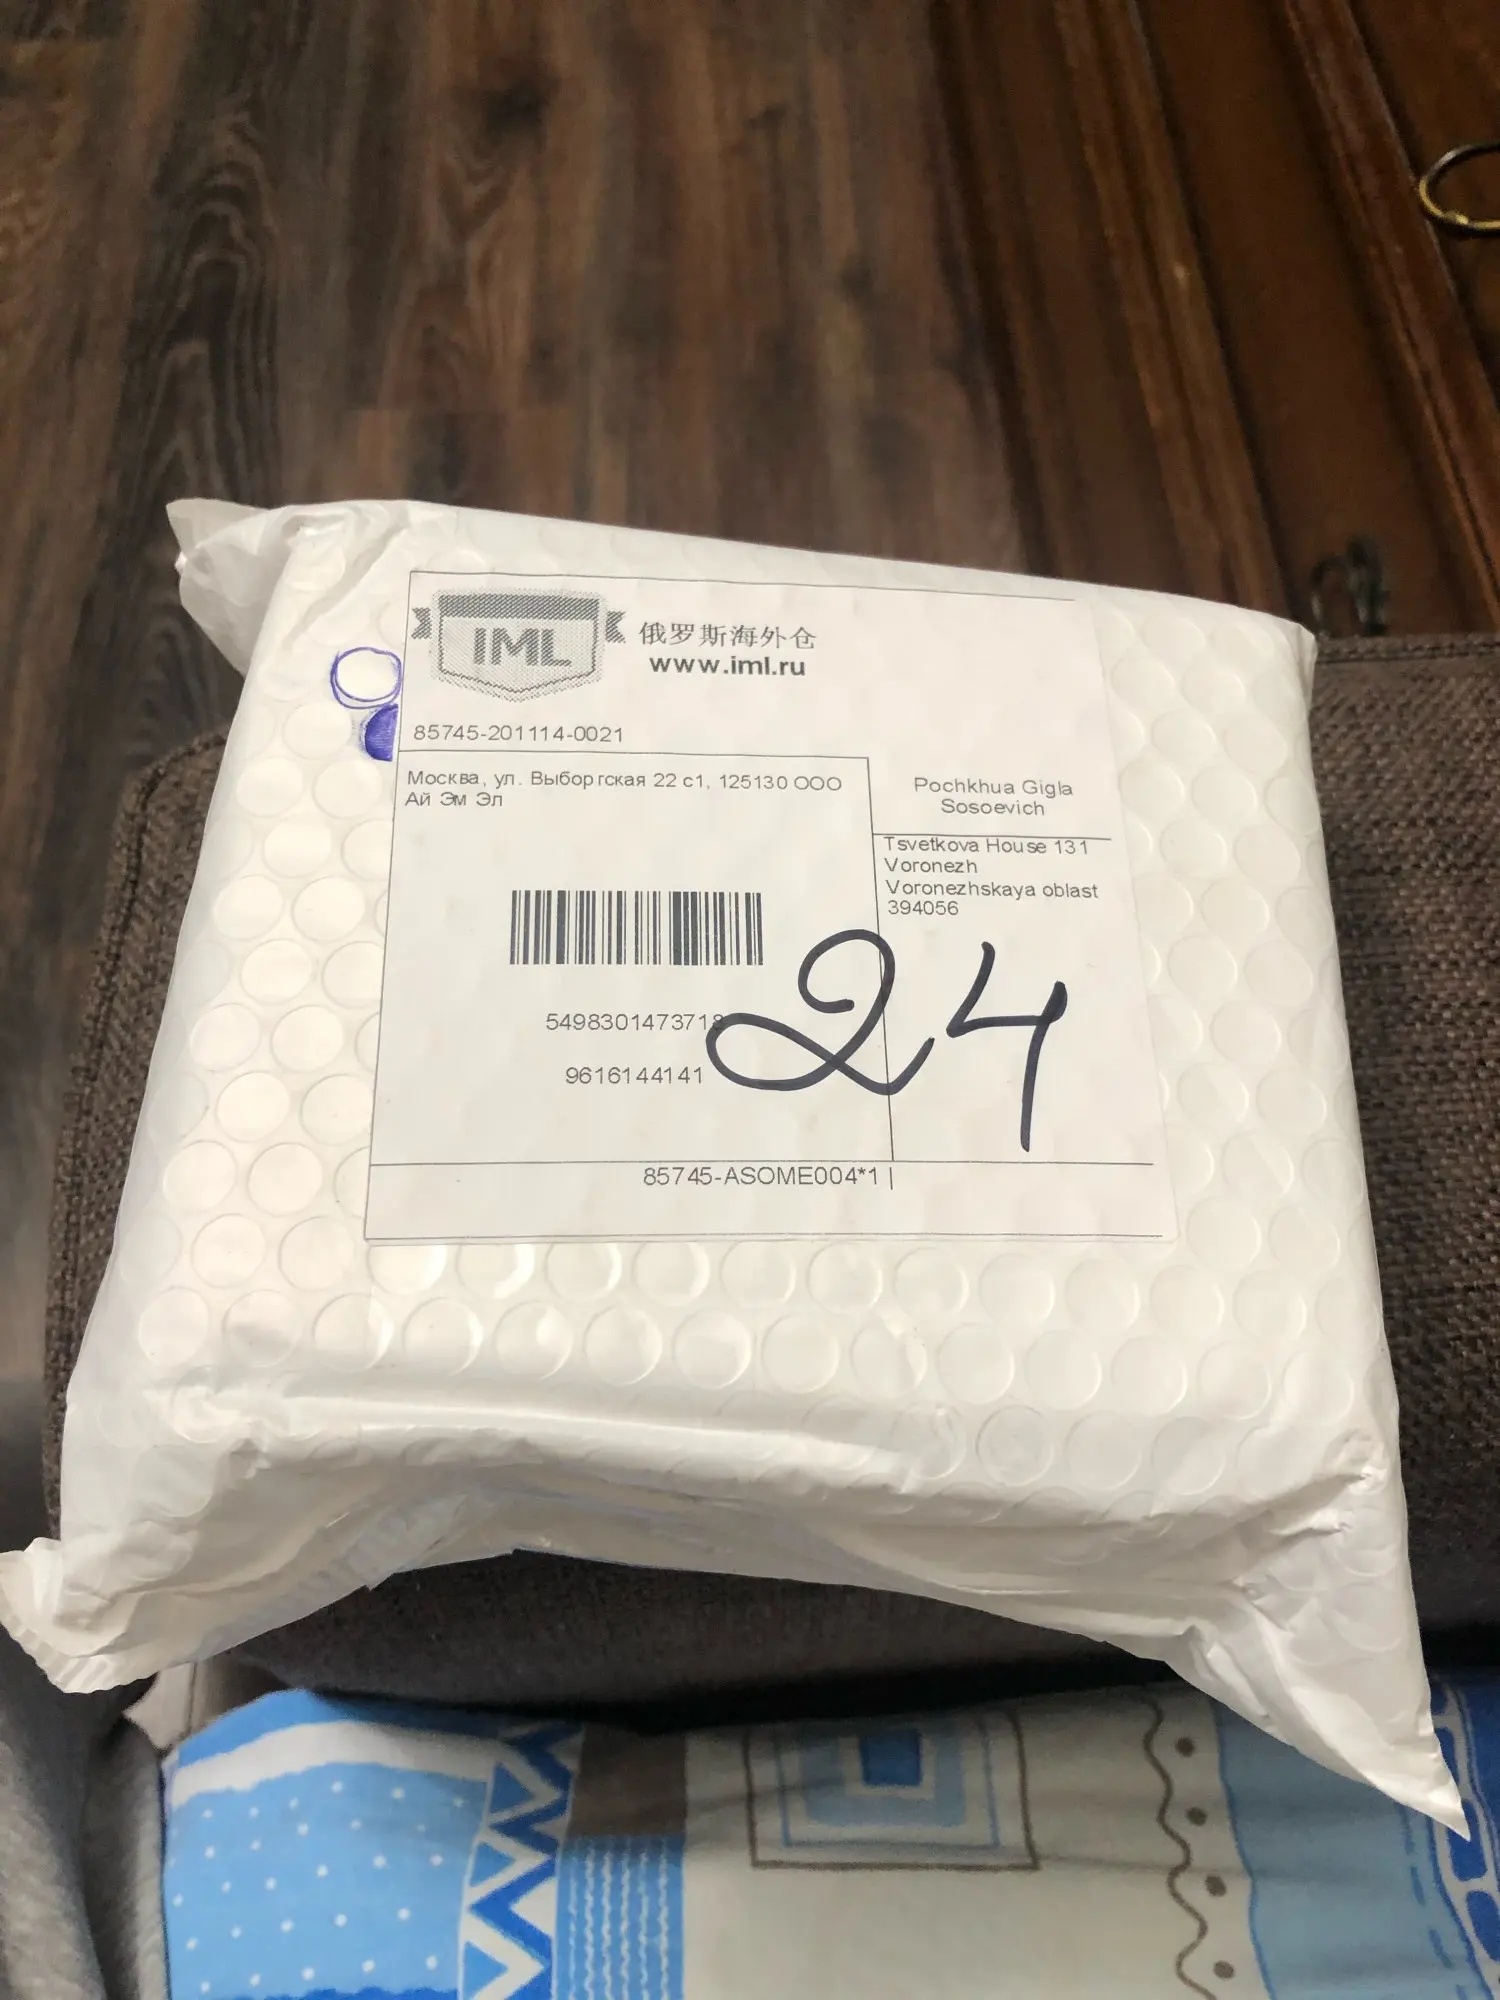 IML
俄罗斯海外仓
www.iml.ru
85745-201114-0021
Москва, ул. Выборгская 22 с1, 125130 ООО
Ай Эм Эл
Pochkhua Gigla
Sosoevich
Tsvetkova House 131
Voronezh
Voronezhskaya oblast
394056
5498301473718
9616144141
24
85745-ASOME004*1 |